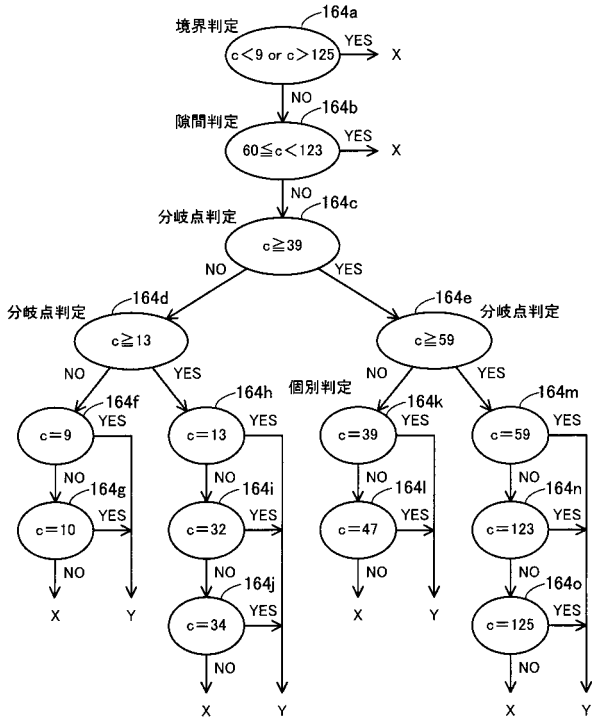 164a
境界判定
c<9 or c>125
YES
X
NO
164b
隙間判定
60≦c<123
YES
X
NO
164c
分岐点判定
c≧39
NO
YES
164d
分岐点判定
c≧13
164e
分岐点判定
c≧59
NO
YES
個別判定
NO
YES
164f
c=9
YES
164h
c=13
YES
164k
c=39
YES
164m
c=59
YES
NO
NO
NO
NO
164g
c=10
YES
164i
c=32
YES
164l
c=47
YES
164n
c=123
YES
NO
NO
NO
NO
X
Y
164j
c=34
YES
X
Y
164o
c=125
YES
NO
NO
X
Y
X
Y